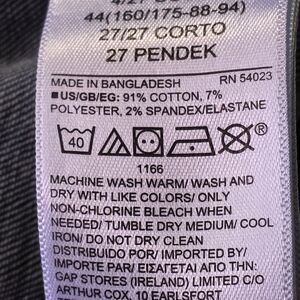 44(160/175-88-94)
27/27 CORTO
27 PENDEK
MADE IN BANGLADESH RN 54023
■ US/GB/EG: 91% COTTON, 7%
POLYESTER, 2% SPANDEX/ELASTANE
40 ®
1166
MACHINE WASH WARM/ WASH AND
DRY WITH LIKE COLORS/ ONLY
NON-CHLORINE BLEACH WHEN
NEEDED/ TUMBLE DRY MEDIUM/ COOL
IRON/ DO NOT DRY CLEAN
DISTRIBUIDO POR/ IMPORTED BY/
IMPORTE PAR/ ΕΙΣΑΓΕΤΑΙ ΑΠΟ ΤΗΝ:
GAP STORES (IRELAND) LIMITED C/O
ARTHUR COX, 10 EARLSFORT